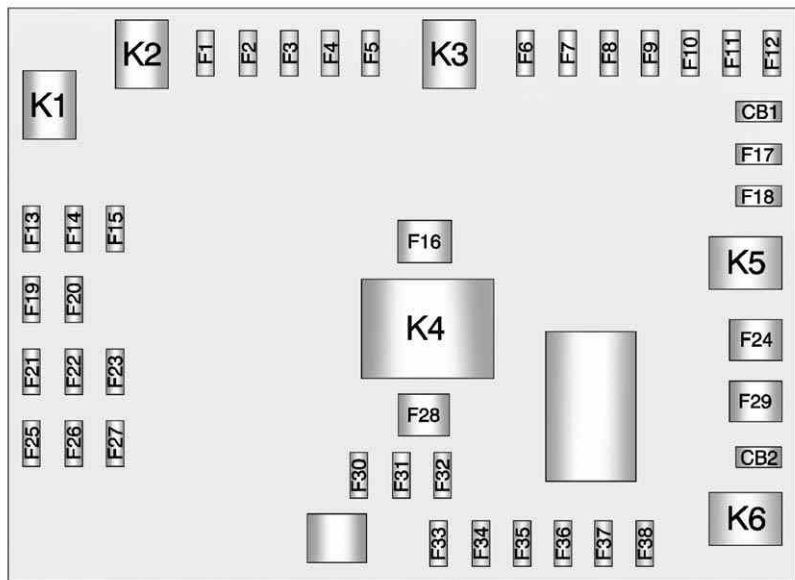 K2 F1 F2 F3 F4 F5 K3 F6 F7 F8 F9 F10 F11 F12
K1
CB1
F17
F18
F13 F14 F15
F16
K5
F19 F20
K4
F24
F21 F22 F23
F28
F29
F25 F26 F27
CB2
F30 F31 F32
K6
F33 F34 F35 F36 F37 F38